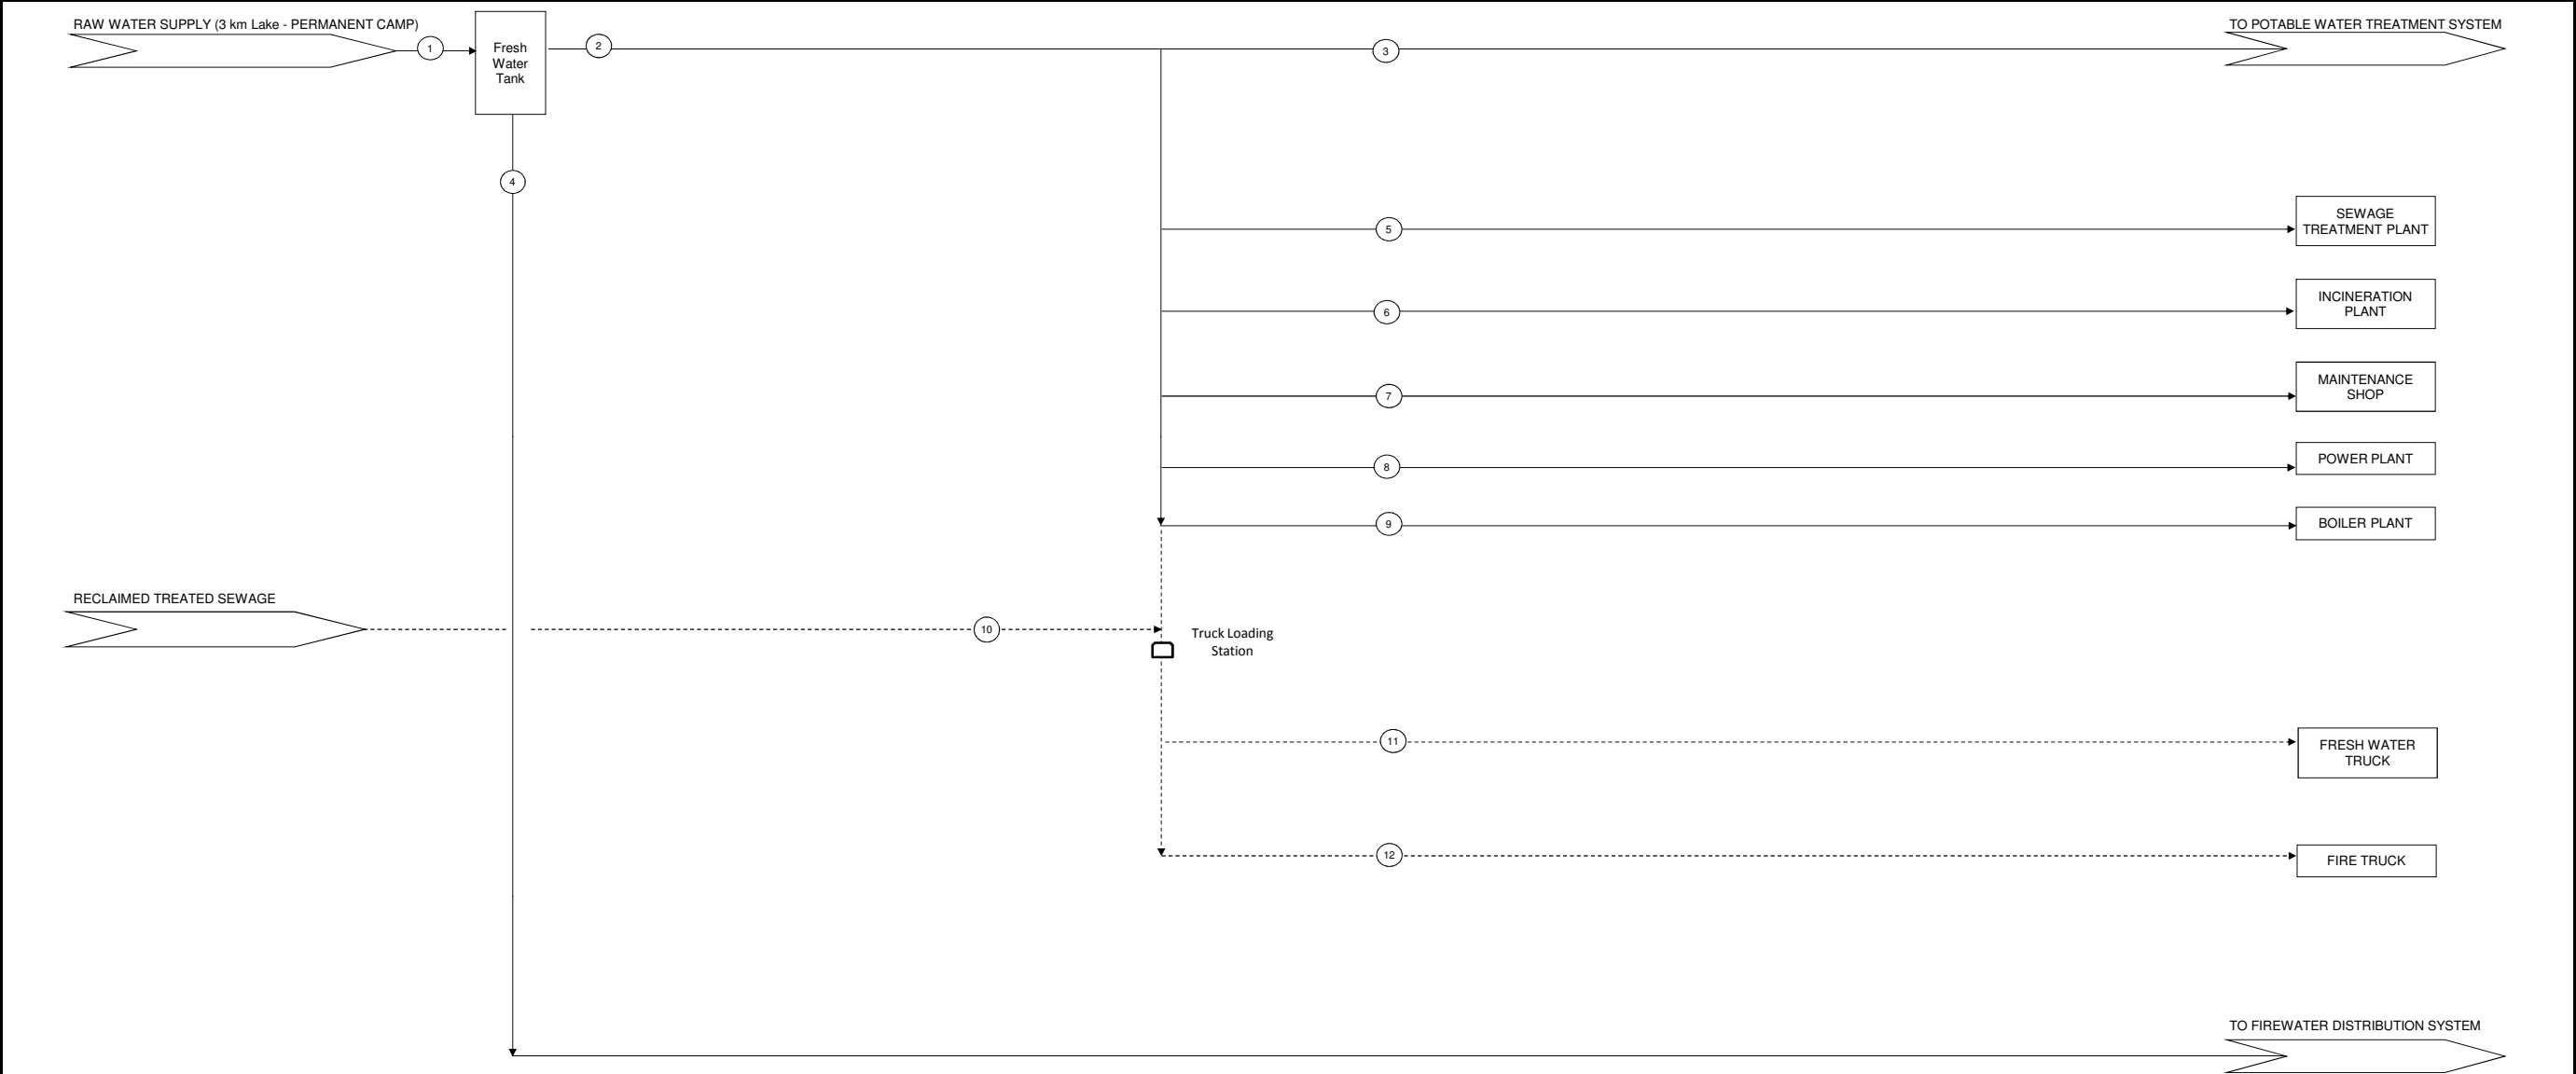 RAW WATER SUPPLY (3 km Lake - PERMANENT CAMP)
TO POTABLE WATER TREATMENT SYSTEM
1
Fresh
Water
Tank
2
3
4
5
SEWAGE
TREATMENT PLANT
6
INCINERATION
PLANT
7
MAINTENANCE
SHOP
8
POWER PLANT
9
BOILER PLANT
RECLAIMED TREATED SEWAGE
10
Truck Loading
Station
11
FRESH WATER
TRUCK
12
FIRE TRUCK
TO FIREWATER DISTRIBUTION SYSTEM